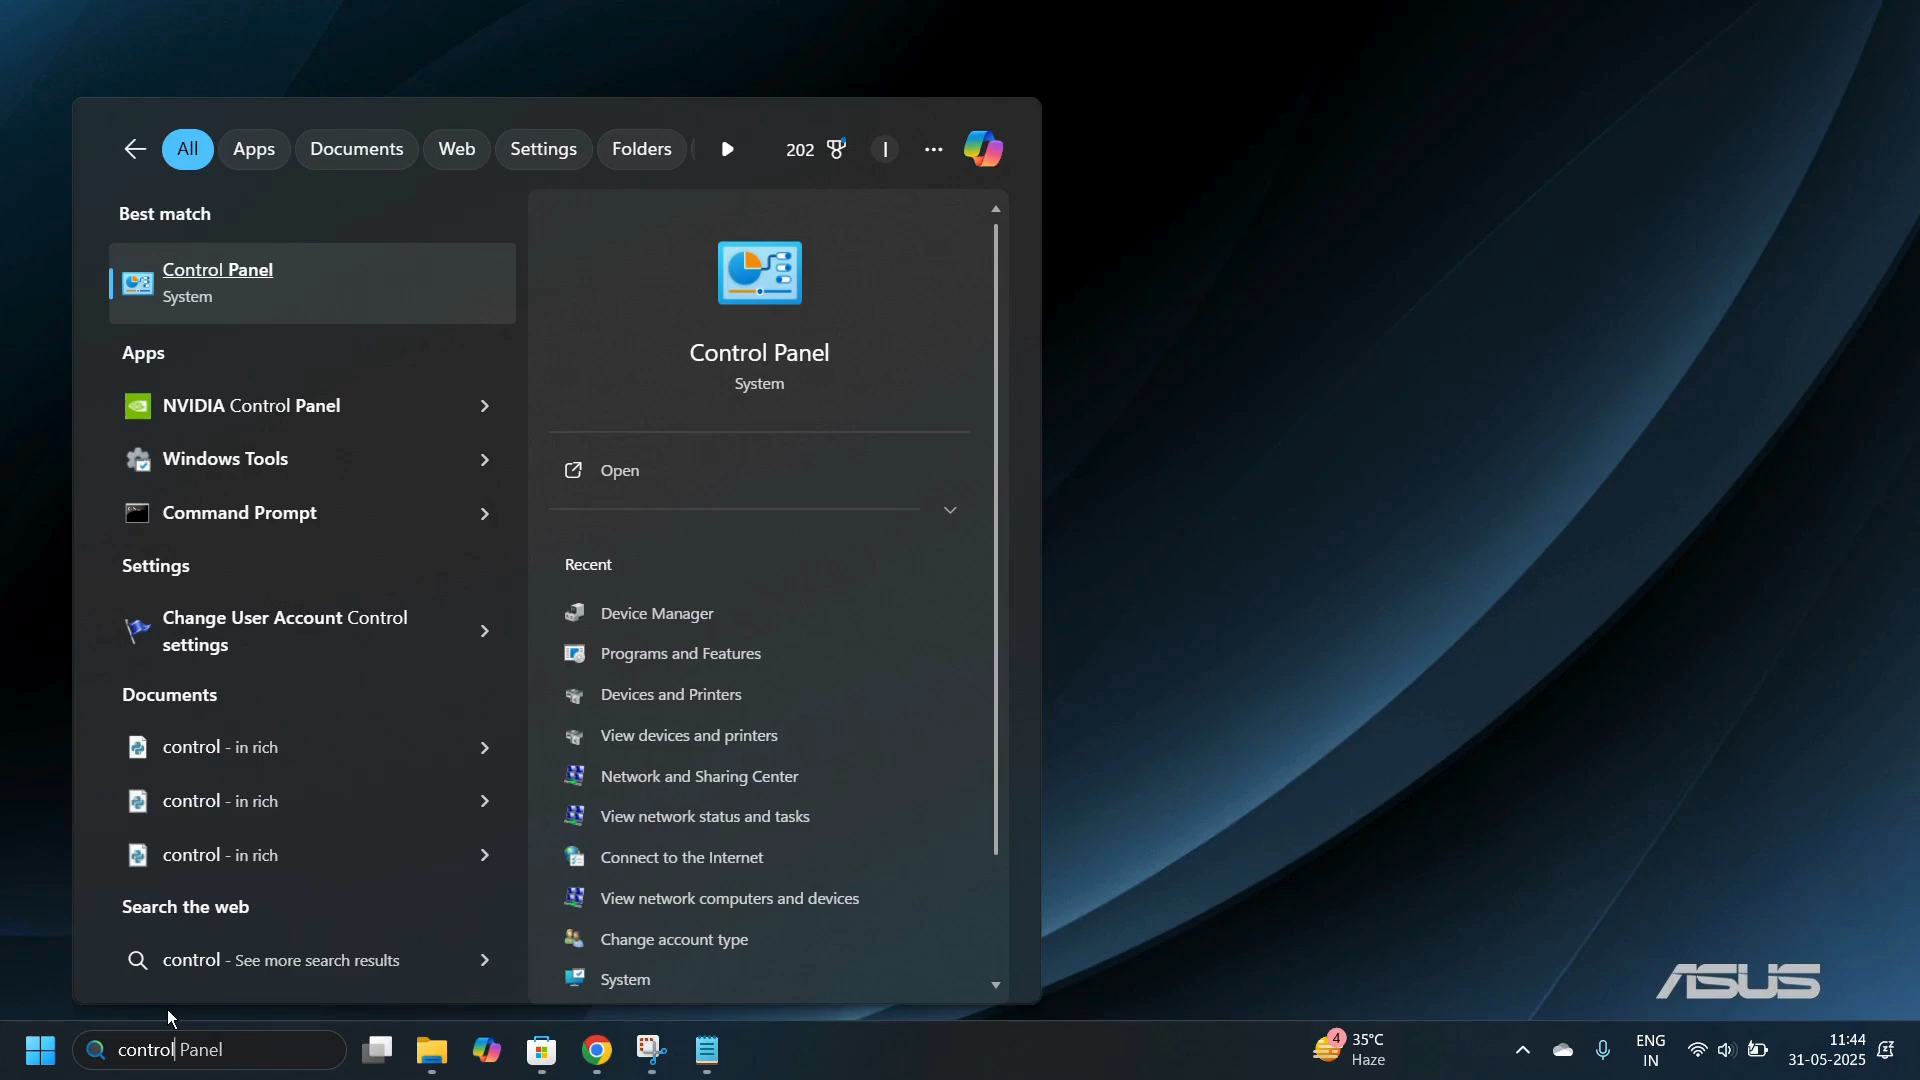 All Apps Documents Web Settings Folders 202 I
Best match
Control Panel
System
Apps
NVIDIA Control Panel
Windows Tools
Command Prompt
Settings
Change User Account Control
settings
Documents
control - in rich
control - in rich
control - in rich
Search the web
control - See more search results
Control Panel
System
Open
Recent
Device Manager
Programs and Features
Devices and Printers
View devices and printers
Network and Sharing Center
View network status and tasks
Connect to the Internet
View network computers and devices
Change account type
System
ASUS
control Panel
4
35°C
Haze
ENG
IN
11:44
31-05-2025